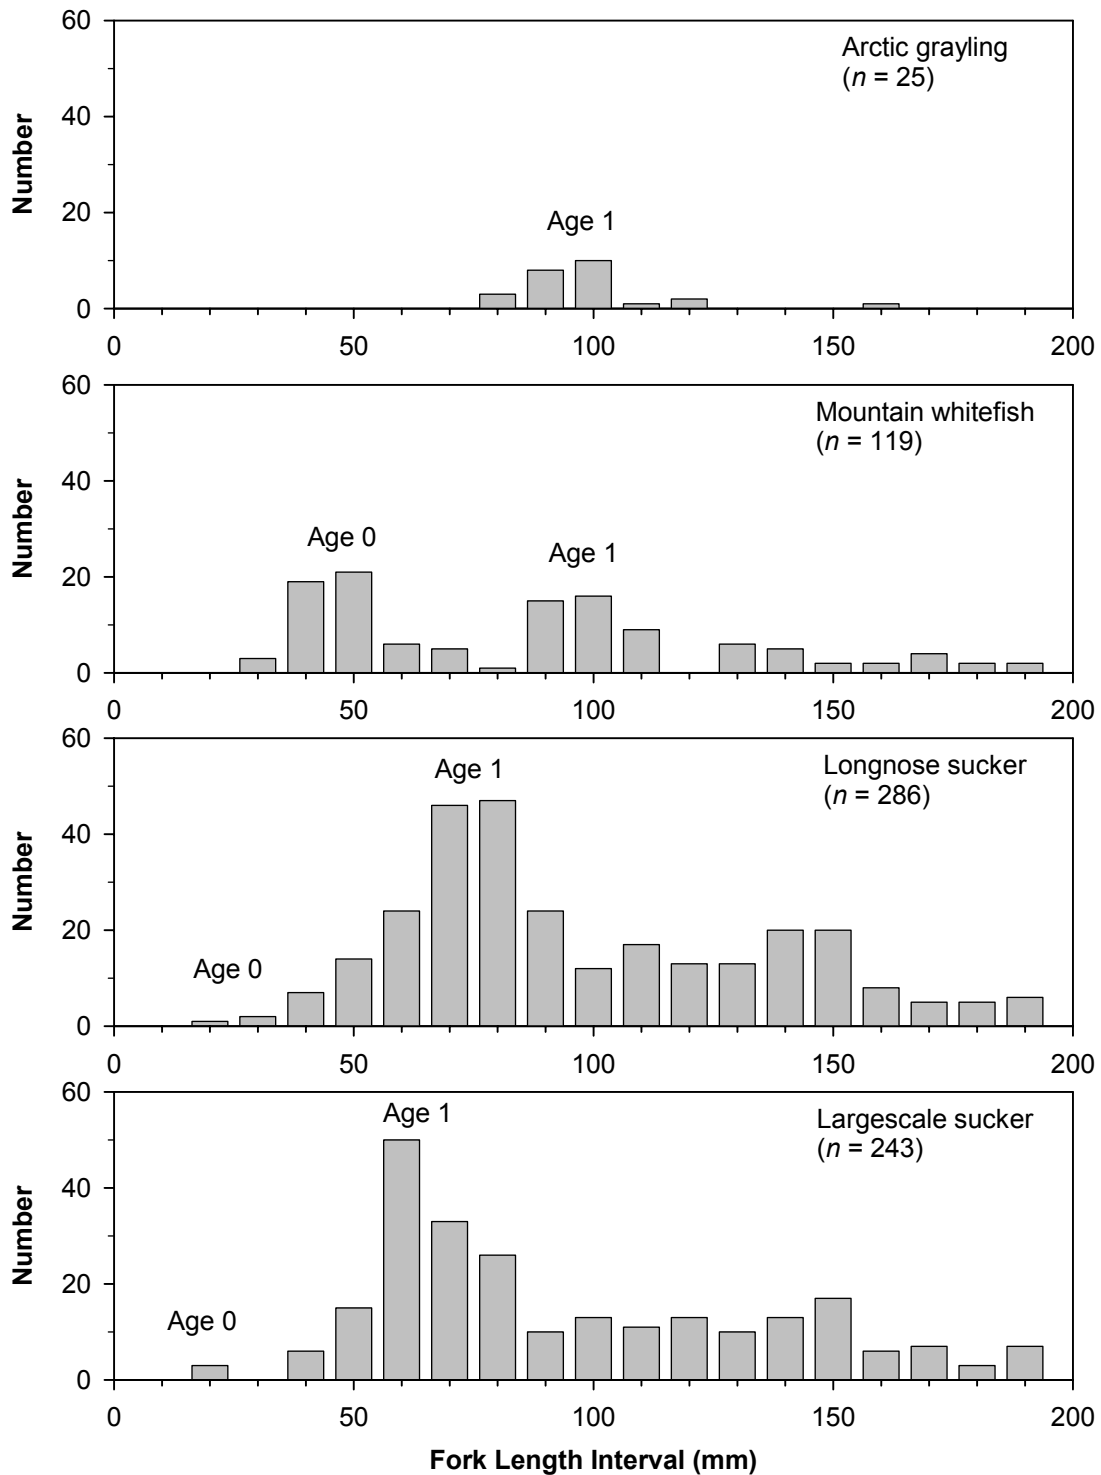 60
Arctic grayling
(n = 25)
40
Number
20
Age 1
0
0 50 100 150 200
60
Mountain whitefish
(n = 119)
40
Number
Age 0
Age 1
20
0
0 50 100 150 200
60
Longnose sucker
(n = 286)
Age 1
40
Number
20
Age 0
0
0 50 100 150 200
60
Age 1
Largescale sucker
(n = 243)
40
Number
20
Age 0
0
0 50 100 150 200
Fork Length Interval (mm)